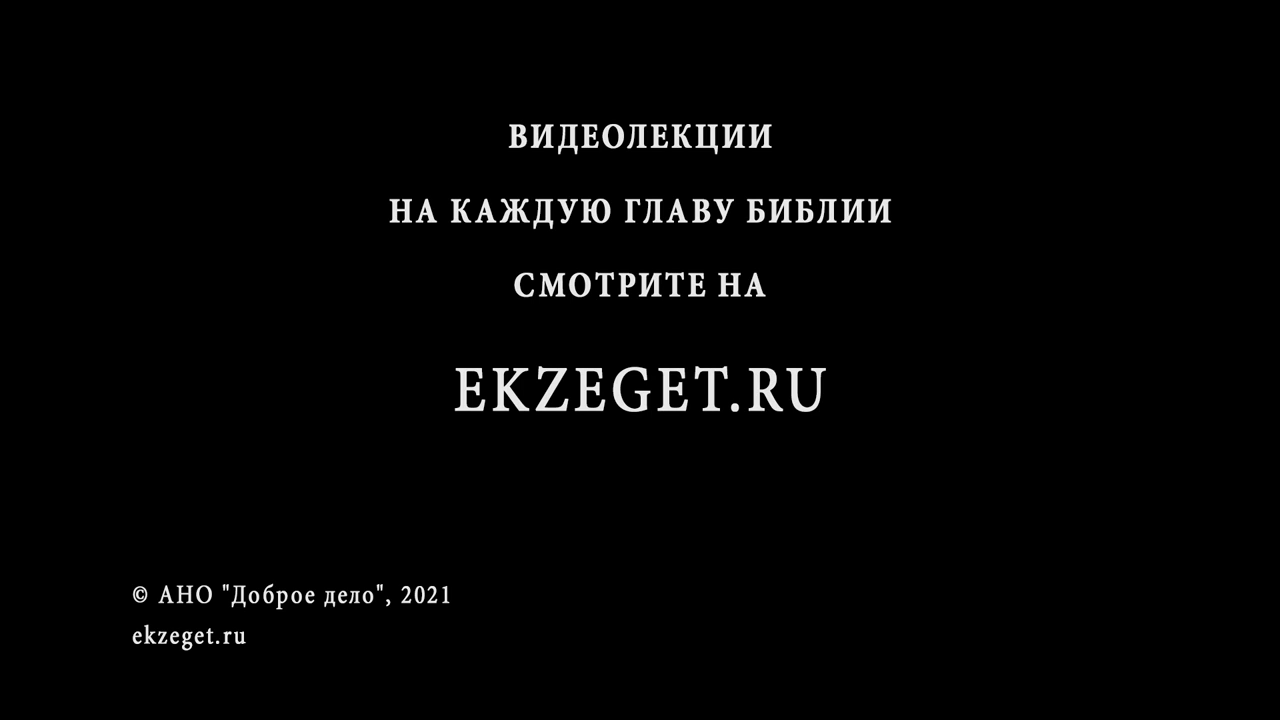 ВИДЕОЛЕКЦИИ
НА КАЖДУЮ ГЛАВУ БИБЛИИ
СМОТРИТЕ НА
EKZEGET.RU
© АНО "Доброе дело", 2021
ekzeget.ru